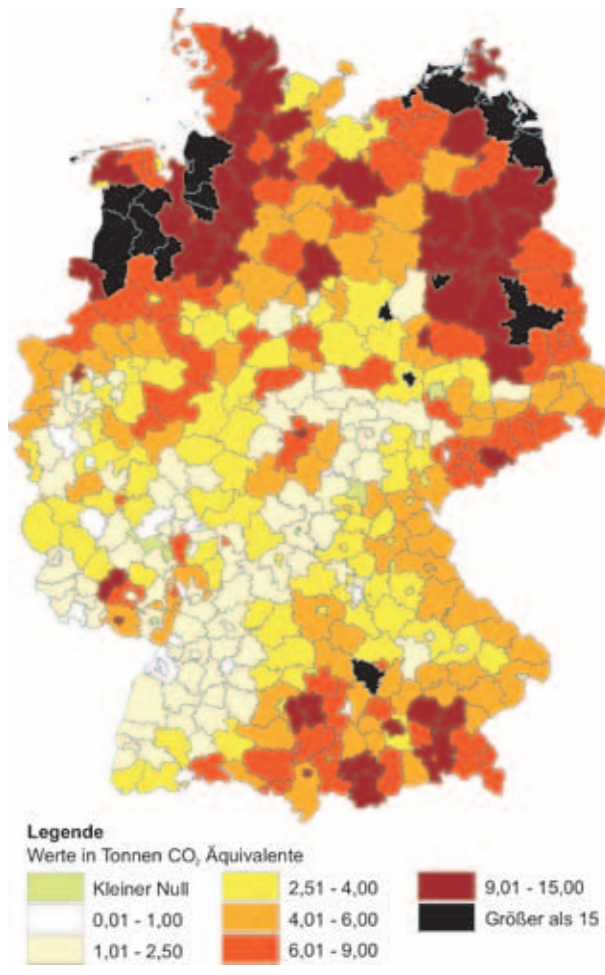 Legende
Werte in Tonnen CO₂ Äquivalente
Kleiner Null
0,01 - 1,00
1,01 - 2,50
2,51 - 4,00
4,01 - 6,00
6,01 - 9,00
9,01 - 15,00
Größer als 15